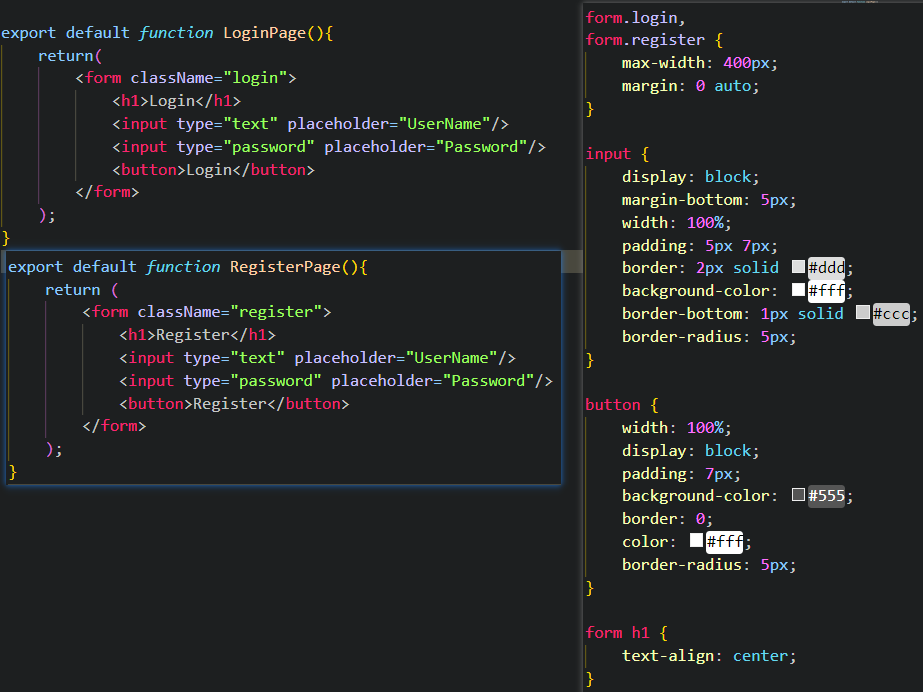 export default function LoginPage(){
    return(
        <form className="login">
            <h1>Login</h1>
            <input type="text" placeholder="UserName"/>
            <input type="password" placeholder="Password"/>
            <button>Login</button>
        </form>
    );
}
export default function RegisterPage(){
    return (
        <form className="register">
            <h1>Register</h1>
            <input type="text" placeholder="UserName"/>
            <input type="password" placeholder="Password"/>
            <button>Register</button>
        </form>
    );
}
form.login,
form.register {
    max-width: 400px;
    margin: 0 auto;
}

input {
    display: block;
    margin-bottom: 5px;
    width: 100%;
    padding: 5px 7px;
    border: 2px solid #ddd;
    background-color: #fff;
    border-bottom: 1px solid #ccc;
    border-radius: 5px;
}

button {
    width: 100%;
    display: block;
    padding: 7px;
    background-color: #555;
    border: 0;
    color: #fff;
    border-radius: 5px;
}

form h1 {
    text-align: center;
}